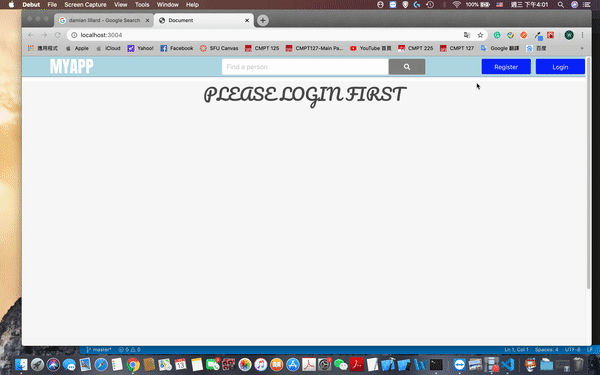 Debut File Screen Capture View Tools Window Help 100% 週三 下午4:01
damian lillard - Google Search Document
localhost:3004
應用程式 Apple iCloud Yahoo! Facebook SFU Canvas CMPT 120 CMPT127-Main Pa... YouTube 首頁 CMPT 225 CMPT 127 Google 翻譯 百度
MYAPP Find a person Register Login
PLEASE LOGIN FIRST
master* 0 0 Ln 1, Col 1 Spaces: 4 UTF-8 LF